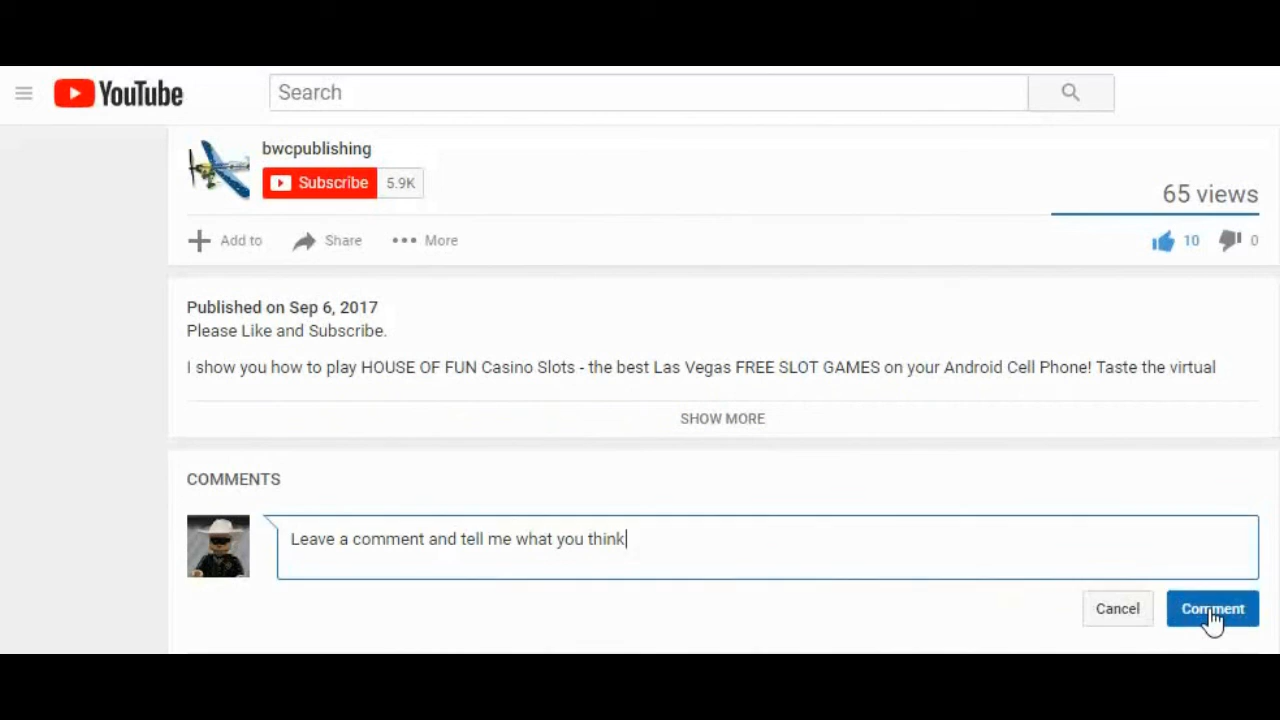 YouTube
Search
bwcpublishing
Subscribe 5.9K
65 views
Add to Share More
10 0
Published on Sep 6, 2017
Please Like and Subscribe.
I show you how to play HOUSE OF FUN Casino Slots - the best Las Vegas FREE SLOT GAMES on your Android Cell Phone! Taste the virtual
SHOW MORE
COMMENTS
Leave a comment and tell me what you think
Cancel Comment